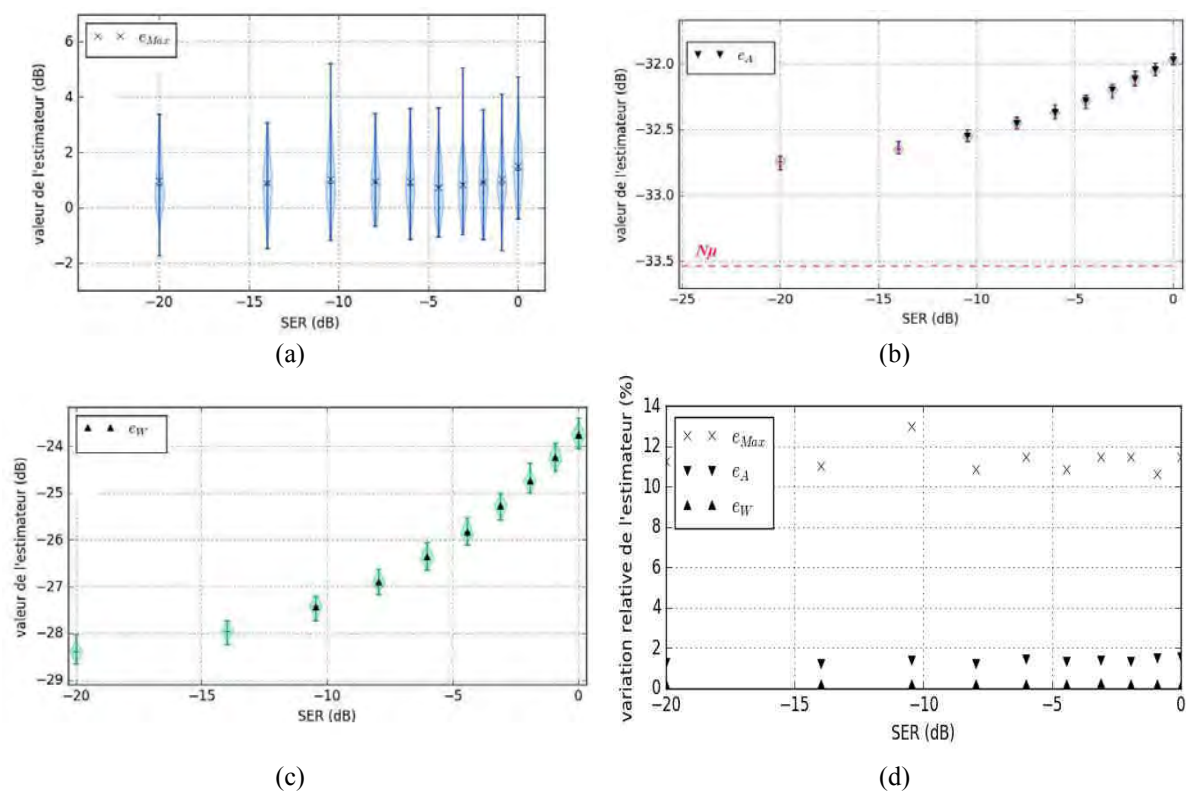 6
4
2
0
−2
−20
−15
−10
−5
0
e_Max
valeur de l'estimateur (dB)
SER (dB)
(a)
−32.0
−32.5
−33.0
−33.5
−25
−20
−15
−10
−5
0
e_A
Nμ
valeur de l'estimateur (dB)
SER (dB)
(b)
−24
−25
−26
−27
−28
−29
−20
−15
−10
−5
0
e_W
valeur de l'estimateur (dB)
SER (dB)
(c)
14
12
10
8
6
4
2
0
−20
−15
−10
−5
0
e_Max
e_A
e_W
variation relative de l'estimateur (%)
SER (dB)
(d)